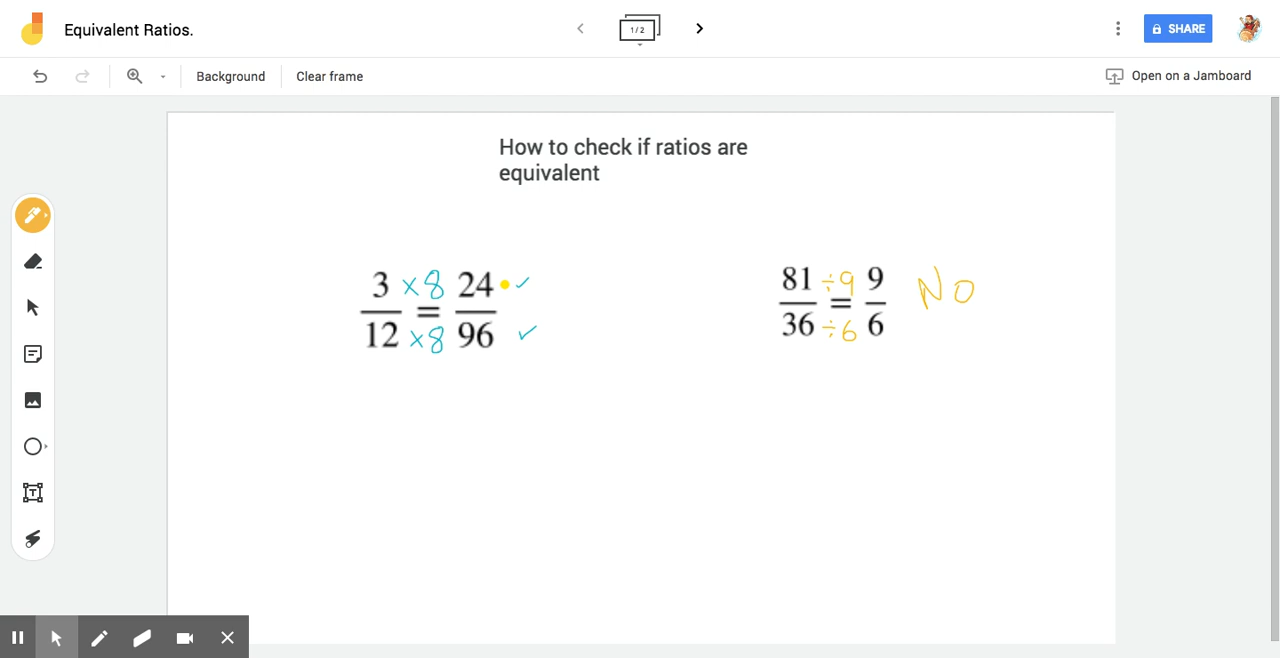 Equivalent Ratios.
1 / 2
SHARE
Background
Clear frame
Open on a Jamboard
How to check if ratios are
equivalent
3 ×8 24 ✓
=
12 ×8 96 ✓
81 ÷9 9 NO
=
36 ÷6 6
T